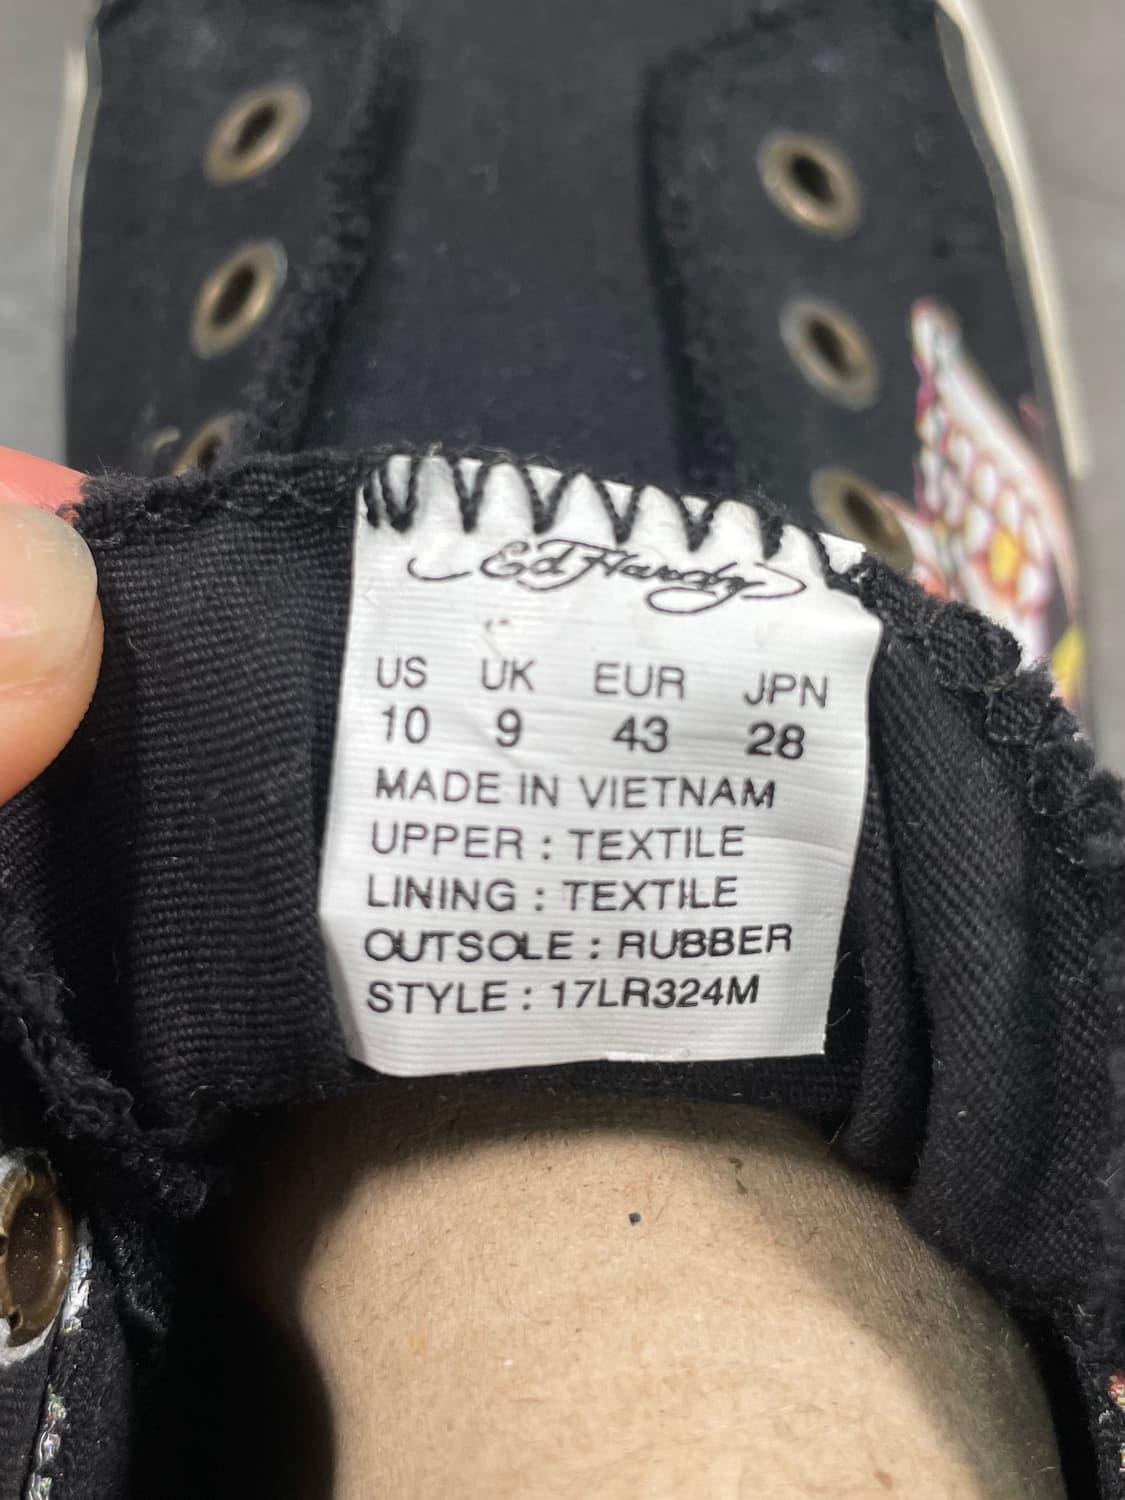 Ed Hardy
US UK EUR JPN
10 9 43 28
MADE IN VIETNAM
UPPER : TEXTILE
LINING : TEXTILE
OUTSOLE : RUBBER
STYLE : 17LR324M